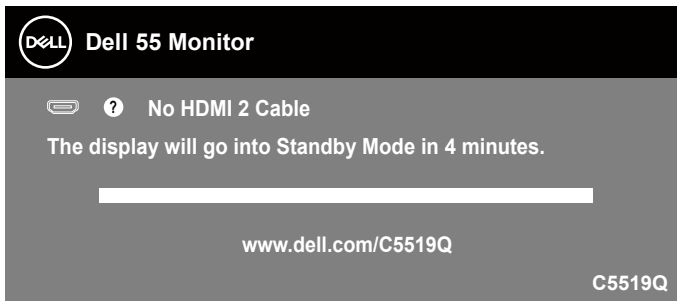 DELL Dell 55 Monitor
? No HDMI 2 Cable
The display will go into Standby Mode in 4 minutes.
www.dell.com/C5519Q
C5519Q